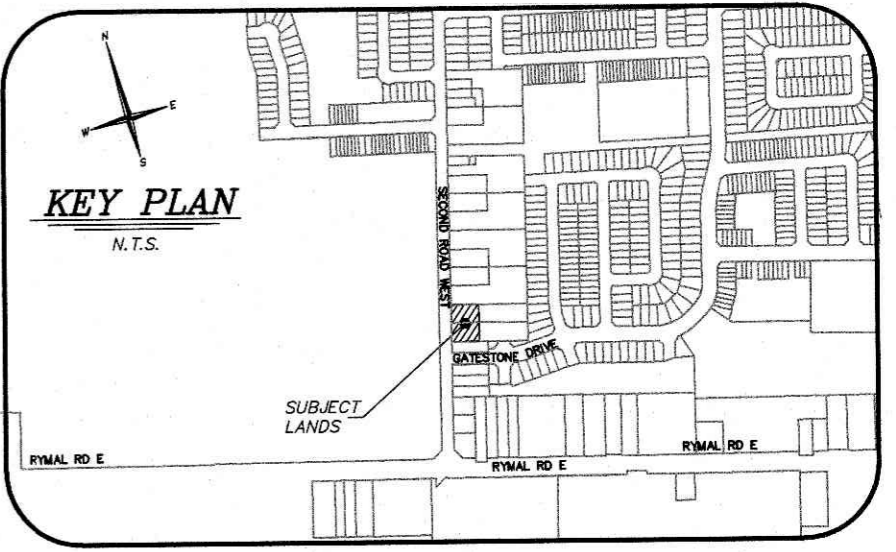 N
E
W
S
KEY PLAN
N.T.S.
SECOND ROAD WEST
GATESTONE DRIVE
SUBJECT
LANDS
RYMAL RD E
RYMAL RD E
RYMAL RD E